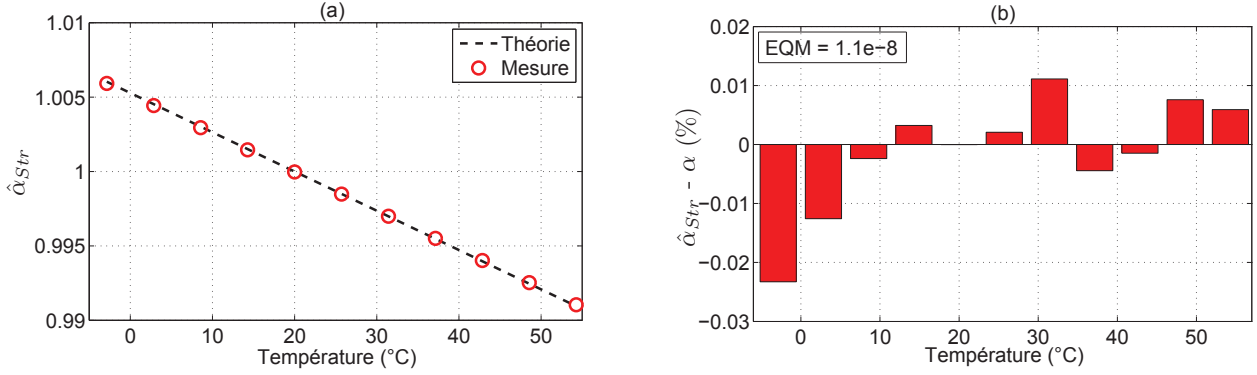 (a)
1.01
1.005
1
0.995
0.99
α̂_Str
Théorie
Mesure
0
10
20
30
40
50
Température (°C)
(b)
0.02
0.01
0
−0.01
−0.02
−0.03
α̂_Str - α (%)
EQM = 1.1e−8
0
10
20
30
40
50
Température (°C)